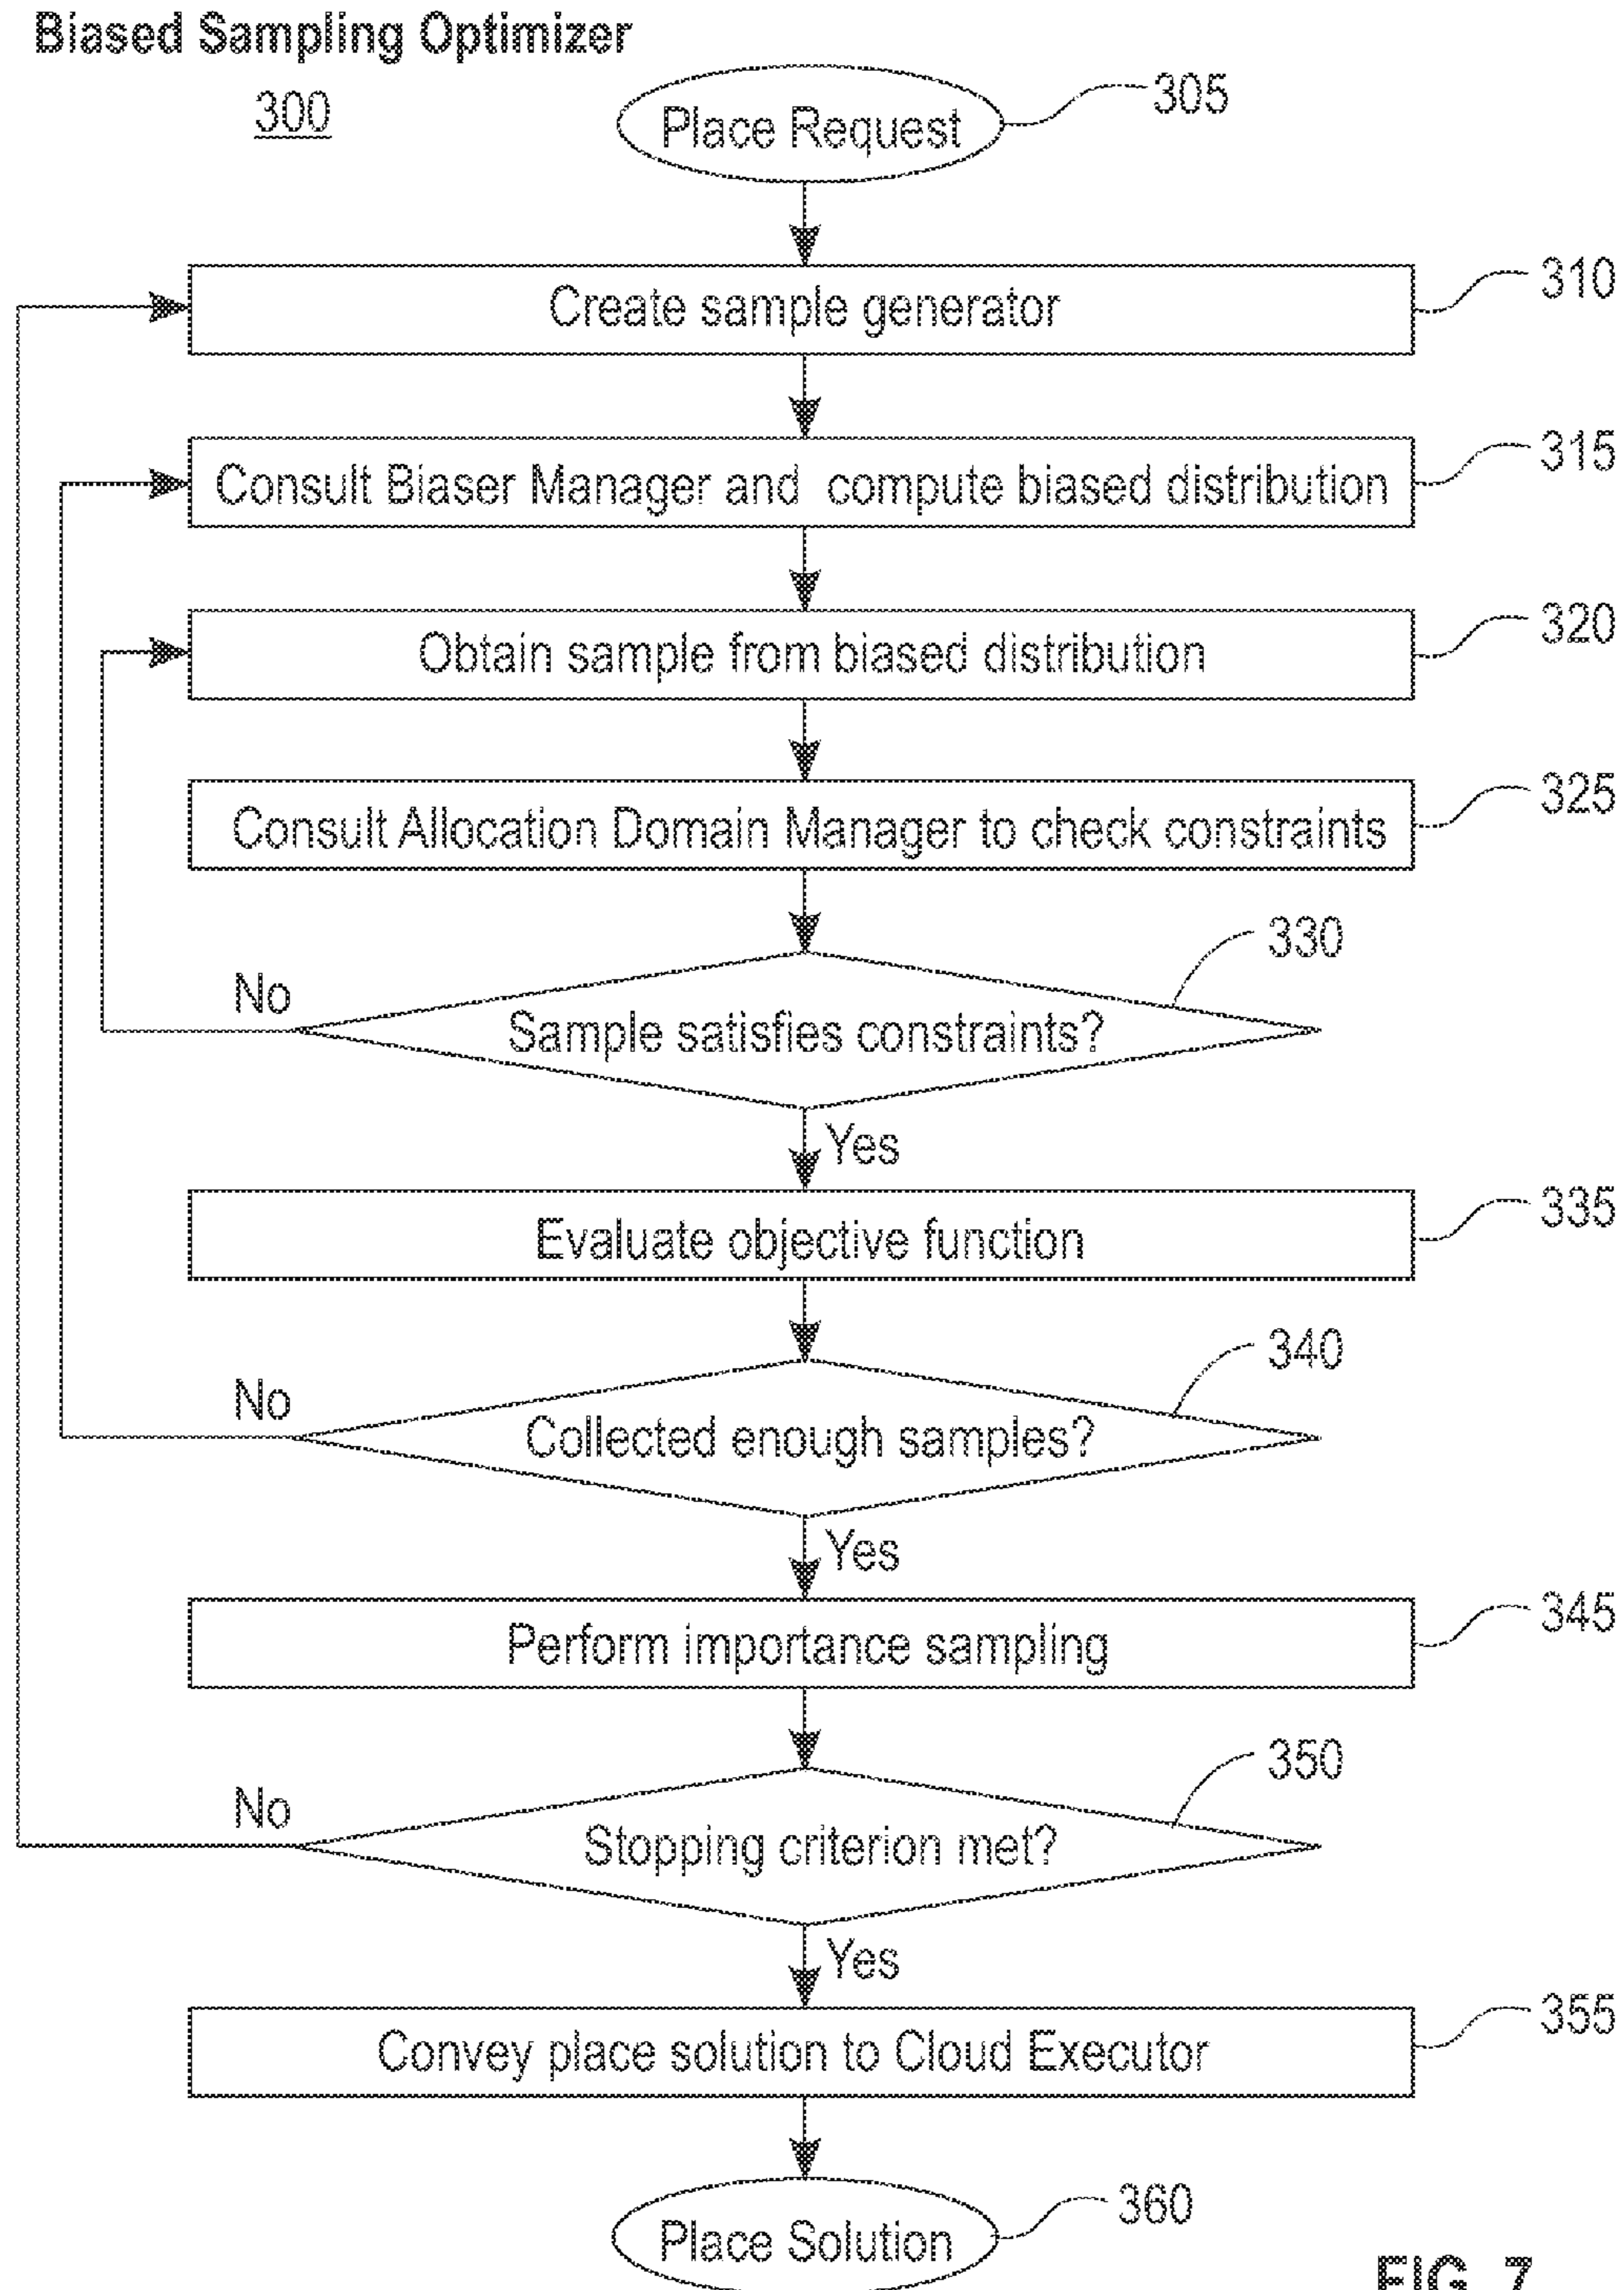 Biased Sampling Optimizer
300
Place Request
305
Create sample generator
310
Consult Biaser Manager and compute biased distribution
315
Obtain sample from biased distribution
320
Consult Allocation Domain Manager to check constraints
325
330
No
Sample satisfies constraints?
Yes
Evaluate objective function
335
340
No
Collected enough samples?
Yes
Perform importance sampling
345
350
No
Stopping criterion met?
Yes
Convey place solution to Cloud Executor
355
Place Solution
360
FIG. 7